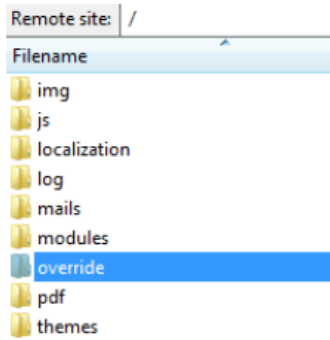 Remote site: /
Filename
img
js
localization
log
mails
modules
override
pdf
themes